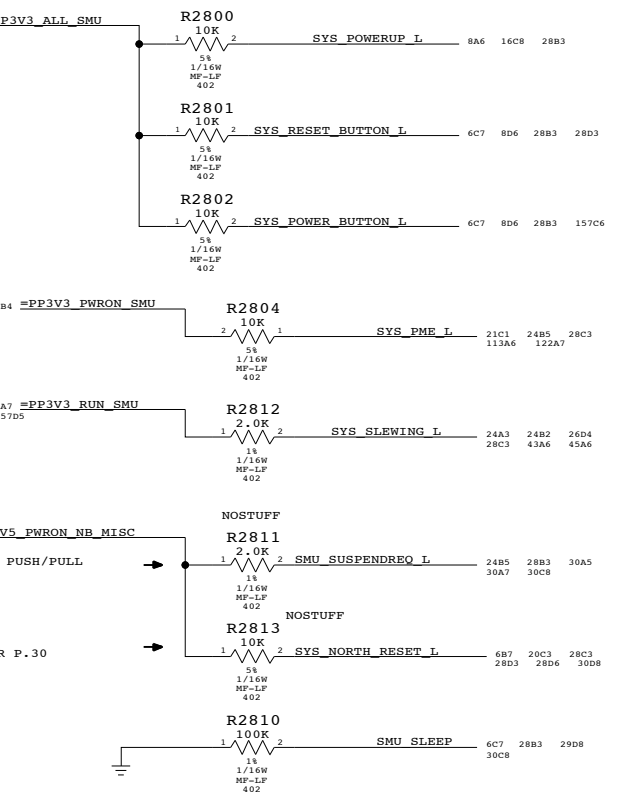 P3V3_ALL_SMU
R2800
10K
1 2 SYS_POWERUP_L 8A6 16C8 28B3
5%
1/16W
MF-LF
402
R2801
10K
1 2 SYS_RESET_BUTTON_L 6C7 8D6 28B3 28D3
5%
1/16W
MF-LF
402
R2802
10K
1 2 SYS_POWER_BUTTON_L 6C7 8D6 28B3 157C6
5%
1/16W
MF-LF
402
B4 =PP3V3_PWRON_SMU
R2804
10K
2 1 SYS_PME_L 21C1 24B5 28C3
113A6 122A7
5%
1/16W
MF-LF
402
A7 =PP3V3_RUN_SMU
57D5
R2812
2.0K
1 2 SYS_SLEWING_L 24A3 24B2 26D4
28C3 43A6 45A6
1%
1/16W
MF-LF
402
NOSTUFF
V5_PWRON_NB_MISC
R2811
2.0K
PUSH/PULL
1 2 SMU_SUSPENDREQ_L 24B5 28B3 30A5
30A7 30C8
1%
1/16W
MF-LF
402
NOSTUFF
R2813
10K
R P.30
1 2 SYS_NORTH_RESET_L 6B7 20C3 28C3
28D3 28D6 30D8
5%
1/16W
MF-LF
402
R2810
100K
1 2 SMU_SLEEP 6C7 28B3 29D8
30C8
1%
1/16W
MF-LF
402